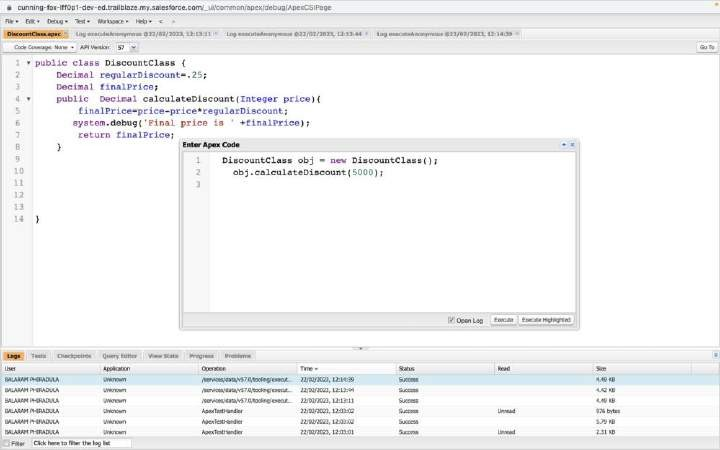 cunning-fox-lff0p1-dev-ed.trailblaze.my.salesforce.com/_ui/common/apex/debug/ApexCSIPage
File Edit Debug Test Workspace Help < >
DiscountClass.apxc Log executeAnonymous @22/02/2023, 12:13:11 Log executeAnonymous @22/02/2023, 12:13:44 Log executeAnonymous @22/02/2023, 12:14:39
Code Coverage: None API Version: 57 Go To
1 public class DiscountClass {
2 Decimal regularDiscount=.25;
3 Decimal finalPrice;
4 public Decimal calculateDiscount(Integer price){
5 finalPrice=price-price*regularDiscount;
6 system.debug('Final price is ' +finalPrice);
7 return finalPrice;
8 }
9
10
11
12
13
14 }
Enter Apex Code
1 DiscountClass obj = new DiscountClass();
2 obj.calculateDiscount(5000);
3
Open Log Execute Execute Highlighted
Logs Tests Checkpoints Query Editor View State Progress Problems
User Application Operation Time Status Read Size
BALARAM PHIRADULA Unknown /services/data/v57.0/tooling/execut... 22/02/2023, 12:14:39 Success 4.49 KB
BALARAM PHIRADULA Unknown /services/data/v57.0/tooling/execut... 22/02/2023, 12:13:44 Success 4.42 KB
BALARAM PHIRADULA Unknown /services/data/v57.0/tooling/execut... 22/02/2023, 12:13:11 Success 4.49 KB
BALARAM PHIRADULA Unknown ApexTestHandler 22/02/2023, 12:03:02 Success Unread 976 bytes
BALARAM PHIRADULA Unknown ApexTestHandler 22/02/2023, 12:03:02 Success 5.79 KB
BALARAM PHIRADULA Unknown ApexTestHandler 22/02/2023, 12:03:01 Success Unread 2.31 KB
Filter Click here to filter the log list